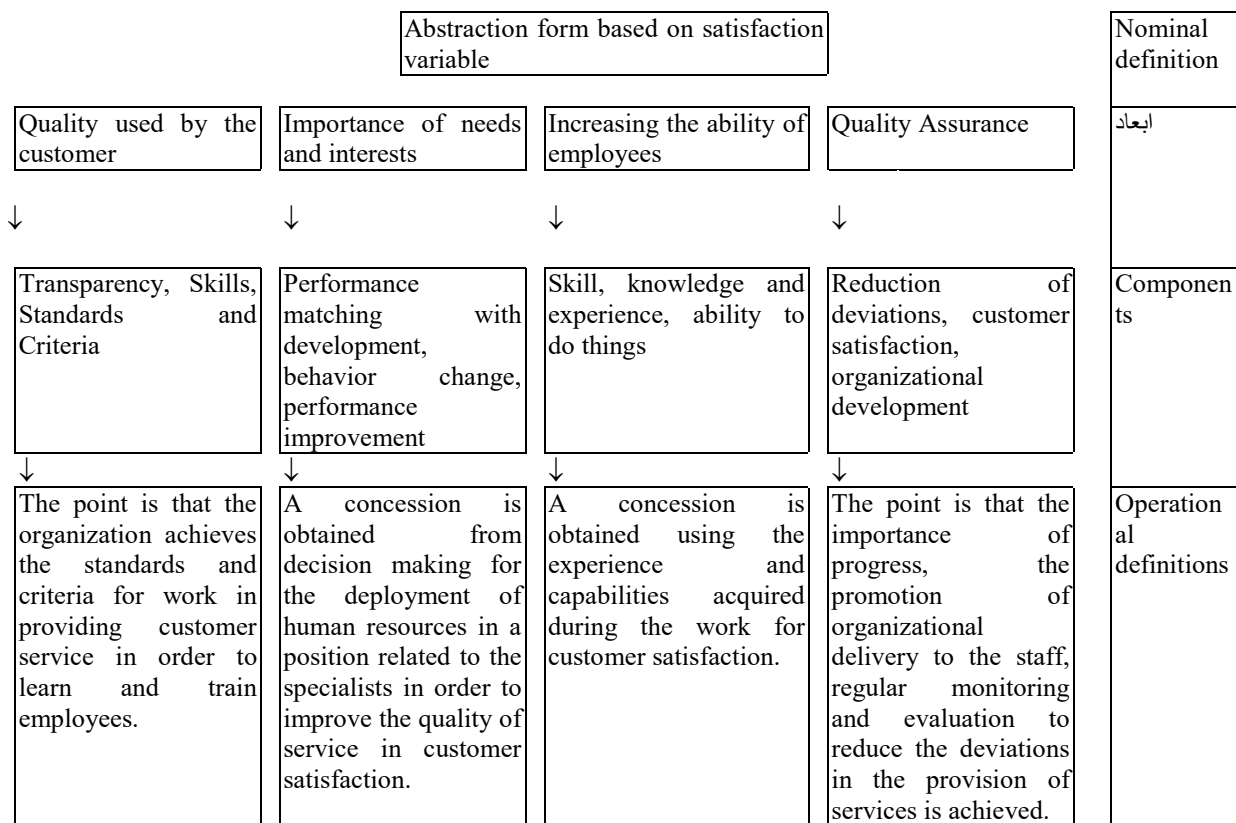 Abstraction form based on satisfaction
variable
Nominal
definition
Quality used by the
customer
Importance of needs
and interests
Increasing the ability of
employees
Quality Assurance
ابعاد
↓
↓
↓
↓
Transparency, Skills,
Standards and
Criteria
Performance
matching with
development,
behavior change,
performance
improvement
Skill, knowledge and
experience, ability to
do things
Reduction of
deviations, customer
satisfaction,
organizational
development
Componen
ts
↓
↓
↓
↓
The point is that the
organization achieves
the standards and
criteria for work in
providing customer
service in order to
learn and train
employees.
A concession is
obtained from
decision making for
the deployment of
human resources in a
position related to the
specialists in order to
improve the quality of
service in customer
satisfaction.
A concession is
obtained using the
experience and
capabilities acquired
during the work for
customer satisfaction.
The point is that the
importance of
progress, the
promotion of
organizational
delivery to the staff,
regular monitoring
and evaluation to
reduce the deviations
in the provision of
services is achieved.
Operation
al
definitions